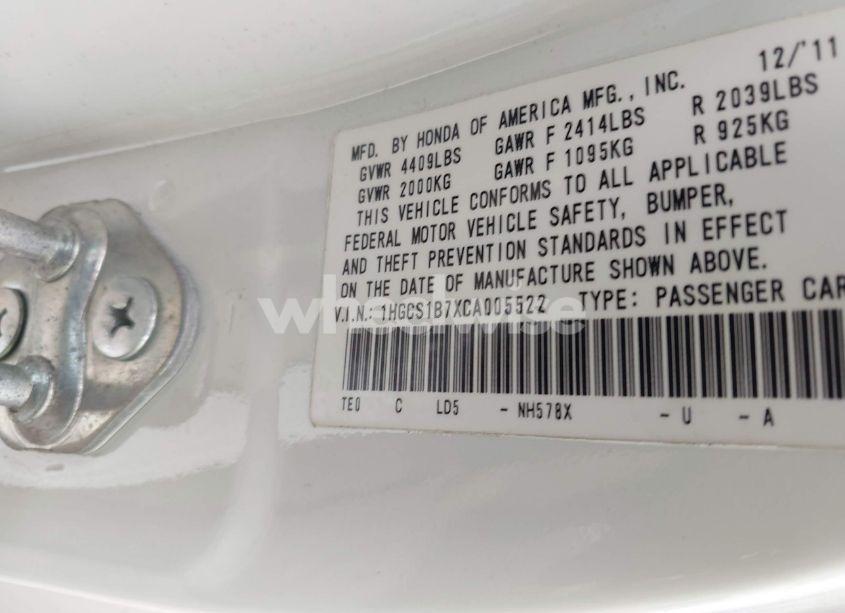 12/'11
MFD. BY HONDA OF AMERICA MFG., INC.
GVWR 4409LBS GAWR F 2414LBS R 2039LBS
GVWR 2000KG GAWR F 1095KG R 925KG
THIS VEHICLE CONFORMS TO ALL APPLICABLE
FEDERAL MOTOR VEHICLE SAFETY, BUMPER,
AND THEFT PREVENTION STANDARDS IN EFFECT
ON THE DATE OF MANUFACTURE SHOWN ABOVE.
V.I.N.: 1HGCS1B7XCA005522 TYPE: PASSENGER CAR
wheelwise
TE0 C LD5 - NH578X - U - A